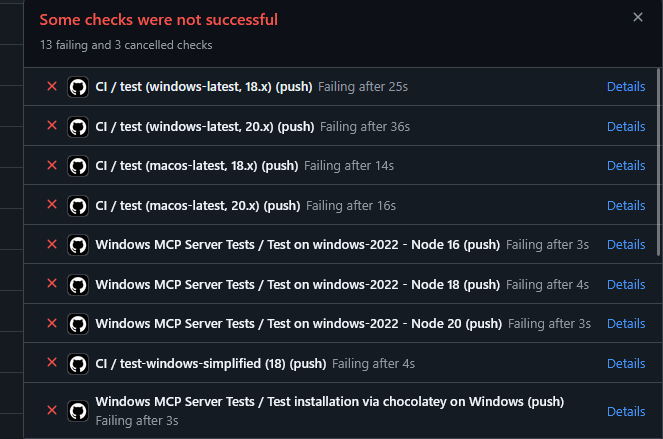 Some checks were not successful
13 failing and 3 cancelled checks
CI / test (windows-latest, 18.x) (push) Failing after 25s Details
CI / test (windows-latest, 20.x) (push) Failing after 36s Details
CI / test (macos-latest, 18.x) (push) Failing after 14s Details
CI / test (macos-latest, 20.x) (push) Failing after 16s Details
Windows MCP Server Tests / Test on windows-2022 - Node 16 (push) Failing after 3s Details
Windows MCP Server Tests / Test on windows-2022 - Node 18 (push) Failing after 4s Details
Windows MCP Server Tests / Test on windows-2022 - Node 20 (push) Failing after 3s Details
CI / test-windows-simplified (18) (push) Failing after 4s Details
Windows MCP Server Tests / Test installation via chocolatey on Windows (push)
Failing after 3s Details